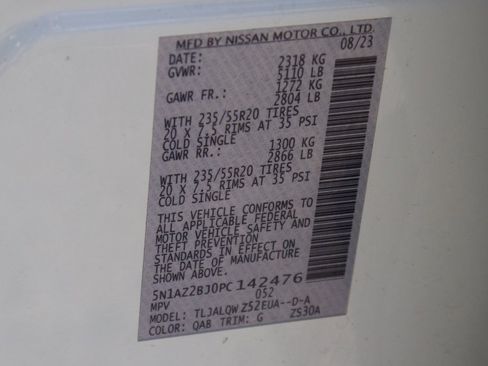 MFD BY NISSAN MOTOR CO., LTD.
DATE: 08/23
GVWR: 2318 KG
5110 LB
GAWR FR.: 1272 KG
2804 LB
WITH 235/55R20 TIRES
20 X 7.5 RIMS AT 35 PSI
COLD SINGLE
GAWR RR.: 1300 KG
2866 LB
WITH 235/55R20 TIRES
20 X 7.5 RIMS AT 35 PSI
COLD SINGLE
THIS VEHICLE CONFORMS TO
ALL APPLICABLE FEDERAL
MOTOR VEHICLE SAFETY AND
THEFT PREVENTION
STANDARDS IN EFFECT ON
THE DATE OF MANUFACTURE
SHOWN ABOVE.
5N1AZ2BJ0PC142476
MPV 052
MODEL: TLJALQWZS2EUA--D-A
COLOR: QAB TRIM: G ZS30A